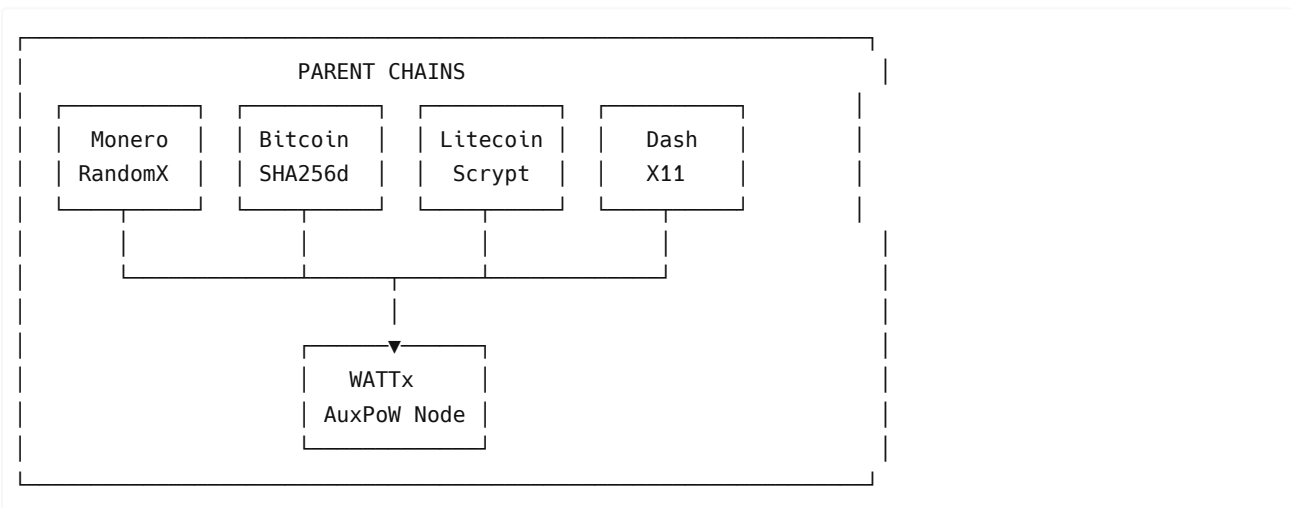 PARENT CHAINS
Monero Bitcoin Litecoin Dash
RandomX SHA256d Scrypt X11
WATTx
AuxPoW Node